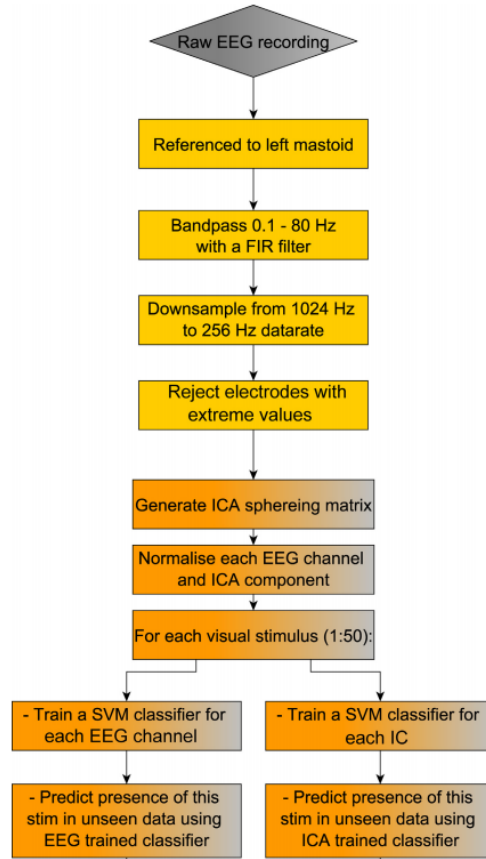 Raw EEG recording
Referenced to left mastoid
Bandpass 0.1 - 80 Hz
with a FIR filter
Downsample from 1024 Hz
to 256 Hz datarate
Reject electrodes with
extreme values
Generate ICA sphereing matrix
Normalise each EEG channel
and ICA component
For each visual stimulus (1:50):
- Train a SVM classifier for
each EEG channel
- Train a SVM classifier for
each IC
- Predict presence of this
stim in unseen data using
EEG trained classifier
- Predict presence of this
stim in unseen data using
ICA trained classifier